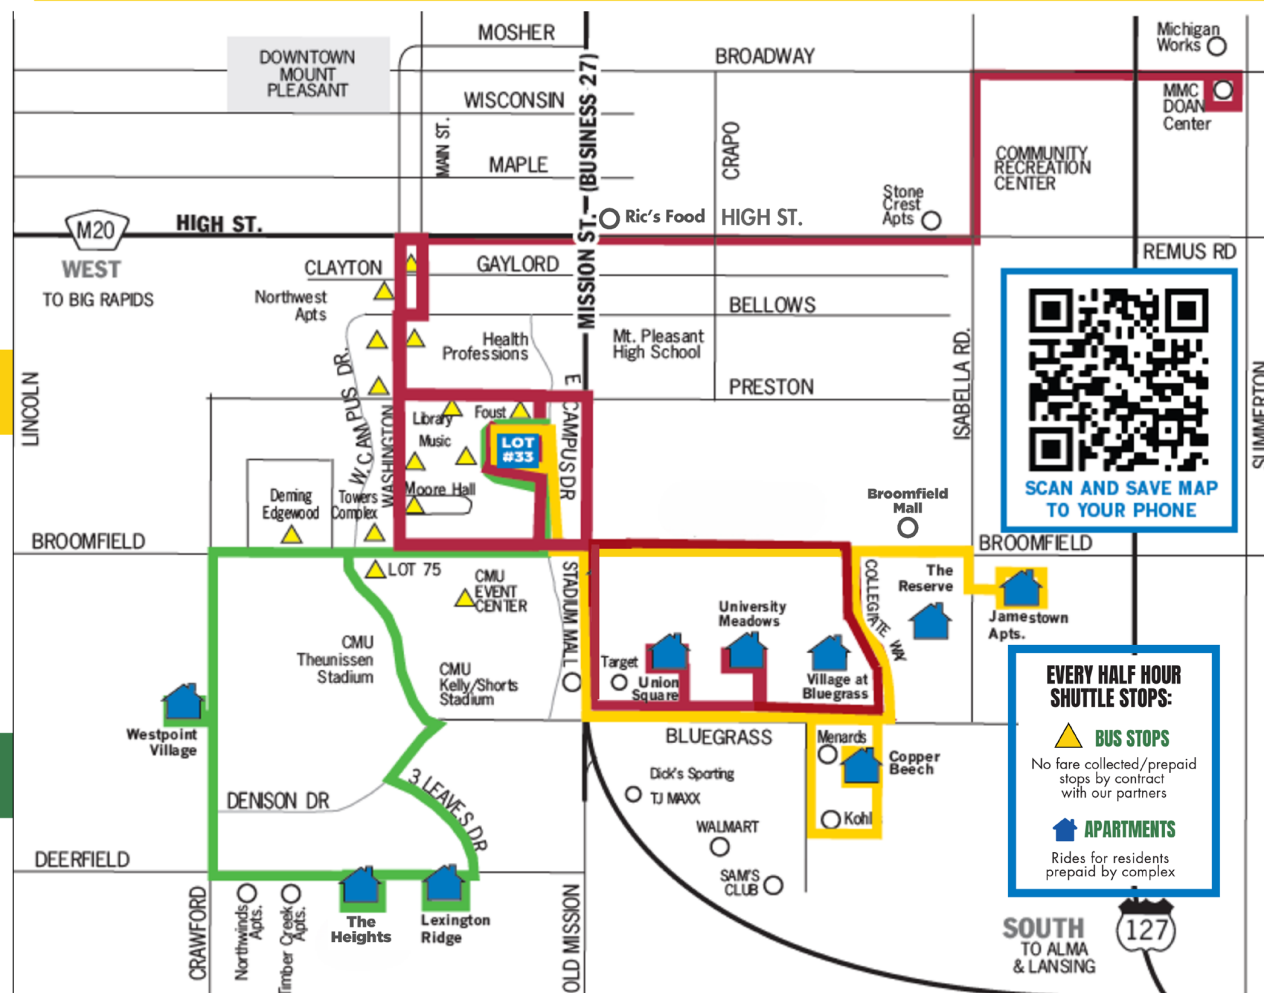 MOSHER
DOWNTOWN
MOUNT
PLEASANT
BROADWAY
Michigan
Works
WISCONSIN
MAIN ST.
MISSION ST. — (BUSINESS 27)
MMC
DOAN
Center
MAPLE
CRAPO
COMMUNITY
RECREATION
CENTER
M20
HIGH ST.
Ric's Food
HIGH ST.
Stone
Crest
Apts
WEST
TO BIG RAPIDS
REMUS RD
CLAYTON
GAYLORD
Northwest
Apts
BELLOWS
Health
Professions
Mt. Pleasant
High School
LINCOLN
W. CAMPUS DR.
WASHINGTON
E CAMPUS DR
PRESTON
ISABELLA RD.
SUMMERTON
Library
Foust
Music
LOT
#33
Moore Hall
Deming
Edgewood
Towers
Complex
SCAN AND SAVE MAP
TO YOUR PHONE
Broomfield
Mall
BROOMFIELD
BROOMFIELD
LOT 75
CMU
EVENT
CENTER
STADIUM MALL
COLLEGIATE WY
The
Reserve
Jamestown
Apts.
University
Meadows
CMU
Theunissen
Stadium
CMU
Kelly/Shorts
Stadium
Target
Union
Square
Village at
Bluegrass
Westpoint
Village
BLUEGRASS
Menards
Copper
Beech
Kohl
Dick's Sporting
TJ MAXX
WALMART
SAM'S
CLUB
DENISON DR
3 LEAVES DR
DEERFIELD
CRAWFORD
Northwinds
Apts.
Timber Creek
Apts.
The
Heights
Lexington
Ridge
OLD MISSION
EVERY HALF HOUR
SHUTTLE STOPS:
BUS STOPS
No fare collected/prepaid
stops by contract
with our partners
APARTMENTS
Rides for residents
prepaid by complex
SOUTH
TO ALMA
& LANSING
127